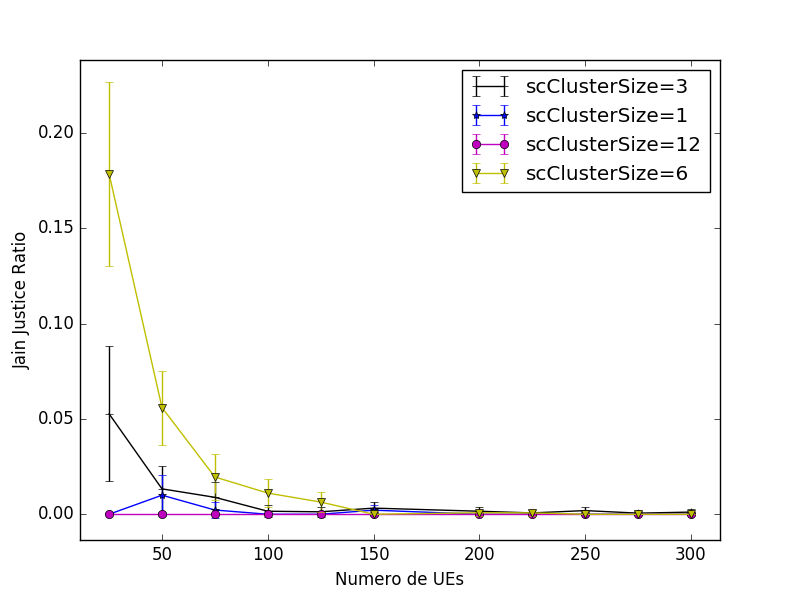 scClusterSize=3
scClusterSize=1
scClusterSize=12
scClusterSize=6
Jain Justice Ratio
0.20
0.15
0.10
0.05
0.00
50 100 150 200 250 300
Numero de UEs